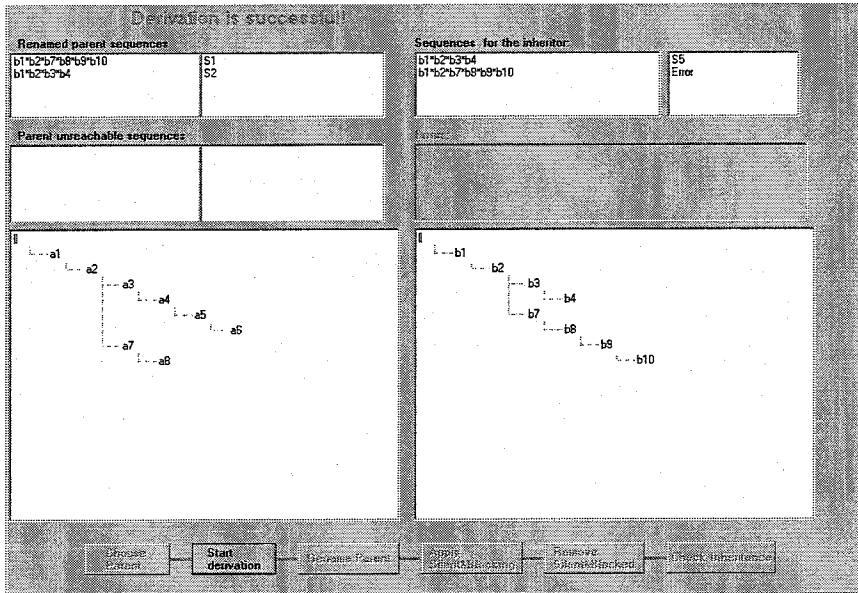 Derivation is successful!
Renamed parent sequences
b1*b2*b7*b8*b9*b10
b1*b2*b3*b4
S1
S2
Sequences for the inheritor
b1*b2*b3*b4
b1*b2*b7*b8*b9*b10
S5
Error
Parent unreachable sequences
a1
a2
a3
a4
a5
a6
a7
a8
b1
b2
b3
b4
b7
b8
b9
b10
Choose Parent
Start derivation
Rename Parent
Apply
Remove
Check Inheritance